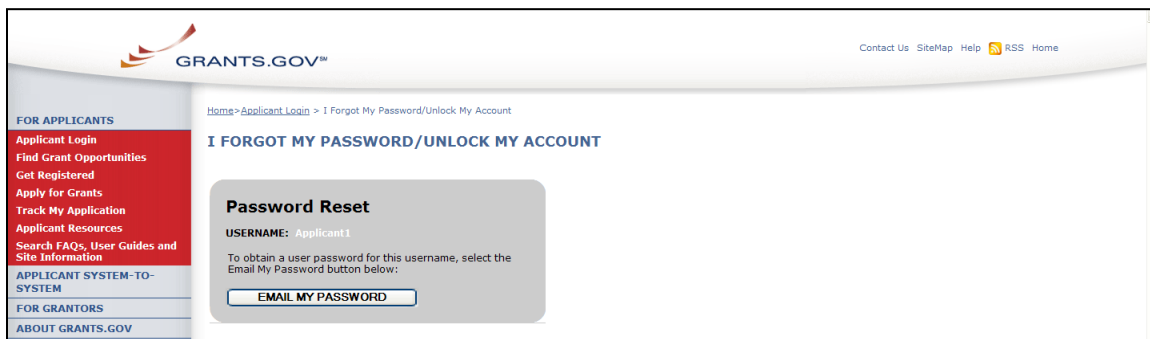 GRANTS.GOV℠
Contact Us SiteMap Help RSS Home
FOR APPLICANTS
Applicant Login
Find Grant Opportunities
Get Registered
Apply for Grants
Track My Application
Applicant Resources
Search FAQs, User Guides and
Site Information
APPLICANT SYSTEM-TO-
SYSTEM
FOR GRANTORS
ABOUT GRANTS.GOV
Home>Applicant Login > I Forgot My Password/Unlock My Account
I FORGOT MY PASSWORD/UNLOCK MY ACCOUNT
Password Reset
USERNAME: Applicant1
To obtain a user password for this username, select the
Email My Password button below:
EMAIL MY PASSWORD